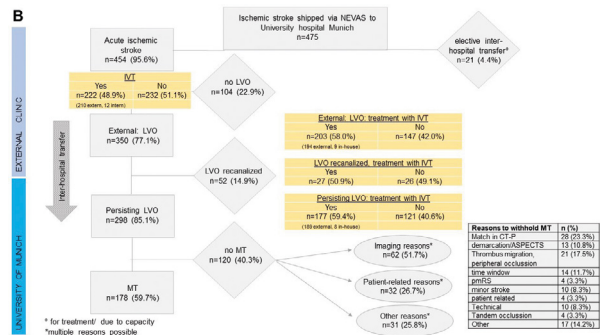 B
Ischemic stroke shipped via NEVAS to
University hospital Munich
n=475
Acute ischemic
stroke
n=454 (95.6%)
elective inter-
hospital transfer*
n=21 (4.4%)
IVT
Yes No
n=222 (48.9%) n=232 (51.1%)
(210 extern, 12 intern)
no LVO
n=104 (22.9%)
EXTERNAL CLINIC
External: LVO
n=350 (77.1%)
External: LVO: treatment with IVT
Yes No
n=203 (58.0%) n=147 (42.0%)
(194 external, 9 in-house)
Inter-hospital transfer
LVO recanalized
n=52 (14.9%)
LVO recanalized, treatment with IVT
Yes No
n=27 (50.9%) n=26 (49.1%)
Persisting LVO
n=298 (85.1%)
Persisting LVO: treatment with IVT
Yes No
n=177 (59.4%) n=121 (40.6%)
external, 8 in-house)
UNIVERSITY OF MUNICH
no MT
n=120 (40.3%)
MT
n=178 (59.7%)
Imaging reasons*
n=62 (51.7%)
Patient-related reasons*
n=32 (26.7%)
Other reasons*
n=31 (25.8%)
Reasons to withhold MT n (%)
Match in CT-P 28 (23.3%)
demarcation/ASPECTS 13 (10.8%)
Thrombus migration, 21 (17.5%)
peripheral occlussion
time window 14 (11.7%)
pmRS 4 (3.3%)
minor stroke 10 (8.3%)
patient related 4 (3.3%)
Technical 10 (8.3%)
Tandem occlusion 4 (3.3%)
Other 17 (14.2%)
* for treatment/ due to capacity
*multiple reasons possible